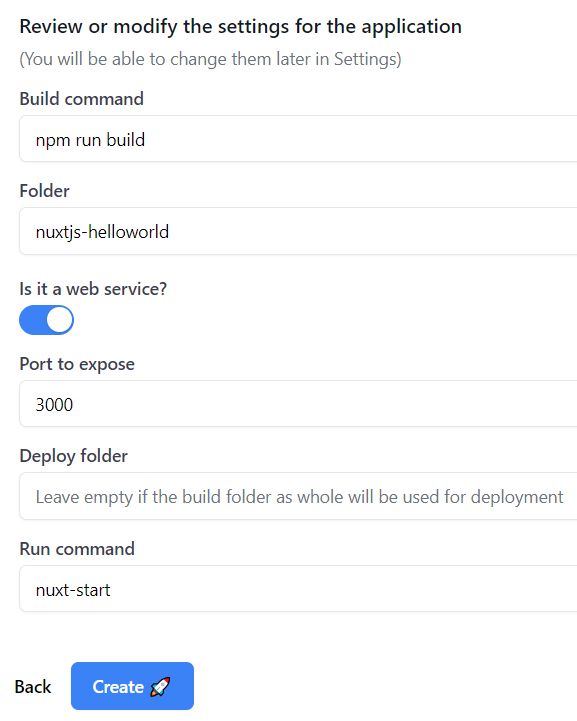 Review or modify the settings for the application
(You will be able to change them later in Settings)
Build command
npm run build
Folder
nuxtjs-helloworld
Is it a web service?
Port to expose
3000
Deploy folder
Leave empty if the build folder as whole will be used for deployment
Run command
nuxt-start
Back
Create 🚀